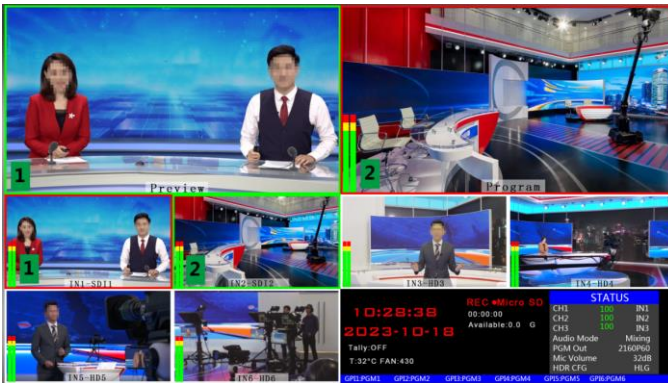 1
Preview
2
Program
1
IN1-SDI1
2
IN2-SDI2
IN3-HD3
IN4-HD4
IN5-HD5
IN6-HD6
10:28:38
2023-10-18
REC •Micro SD
00:00:00
Available:0.0 G
Tally:OFF
T:32°C FAN:430
STATUS
CH1 100 IN1
CH2 100 IN2
CH3 100 IN3
Audio Mode Mixing
PGM Out 2160P60
Mic Volume 32dB
HDR CFG HLG
GPI1:PGM1 GPI2:PGM2 GPI3:PGM3 GPI4:PGM4 GPI5:PGM5 GPI6:PGM6